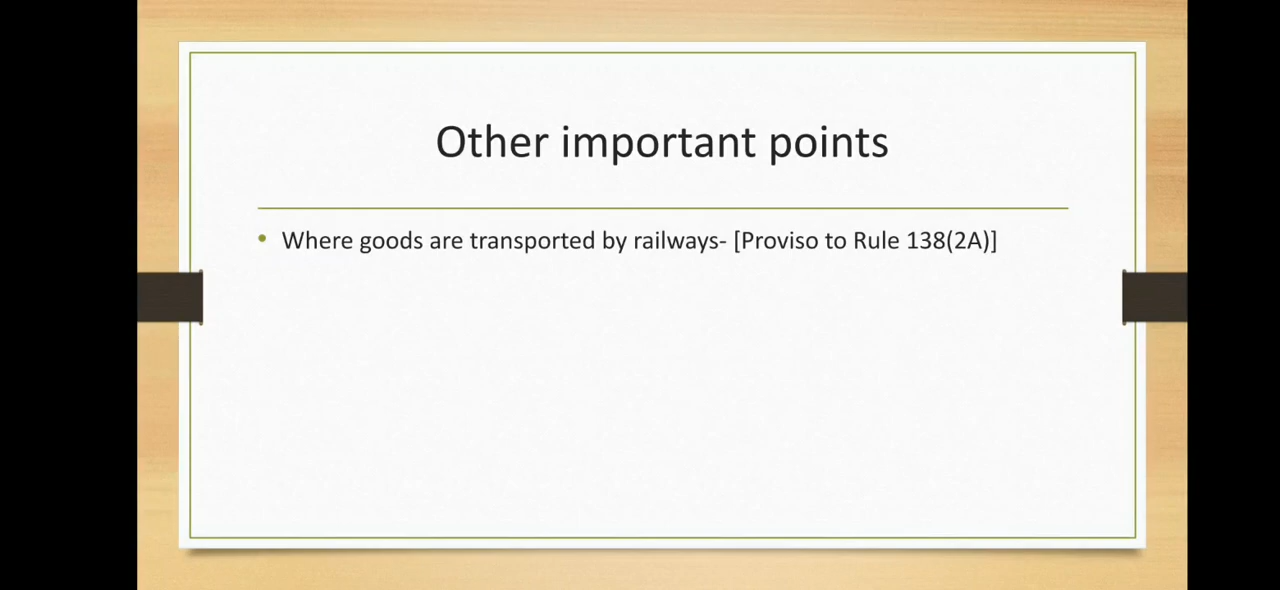 Other important points
• Where goods are transported by railways- [Proviso to Rule 138(2A)]